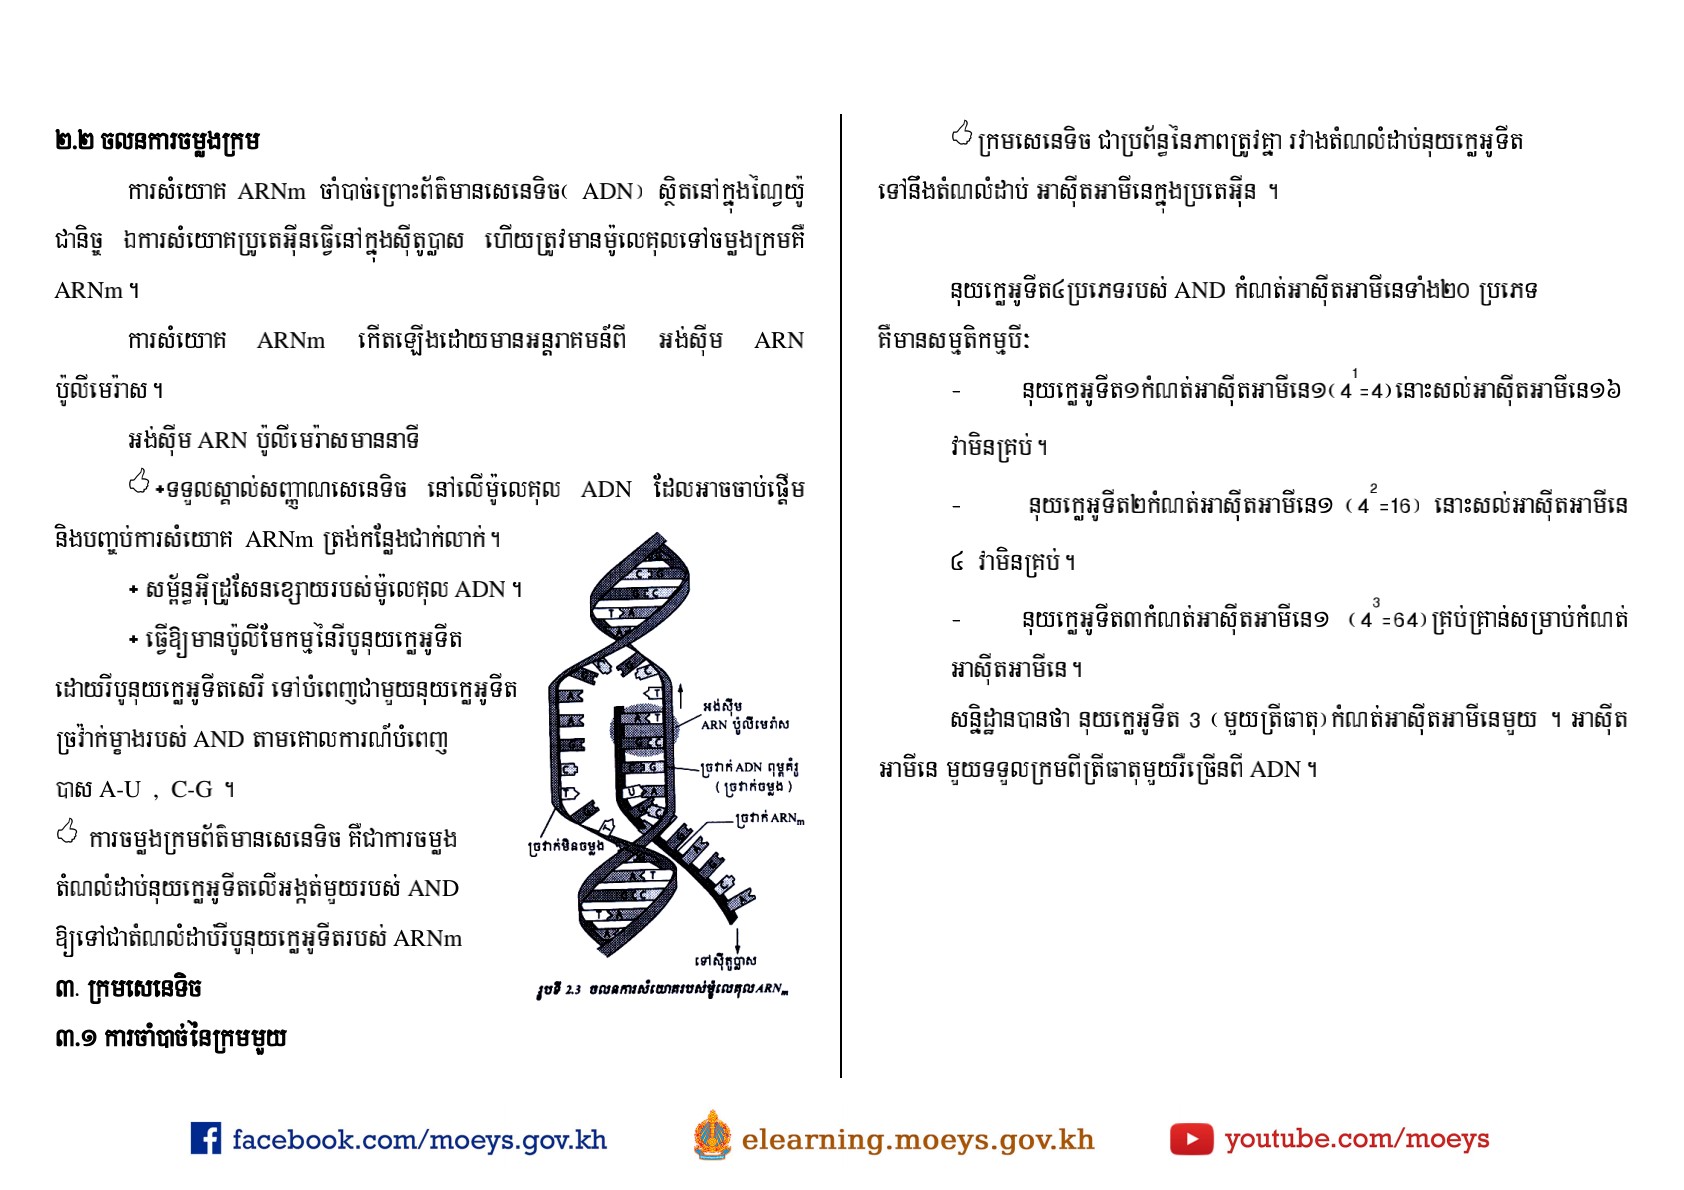 ២.២ ចលនការចម្លងក្រម
ការសំយោគ ARNm ចាំបាច់ព្រោះព័ត៌មានសេនេទិច( ADN) ស្ថិតនៅក្នុងណ្វៃយ៉ូ
ជានិច្ច ឯការសំយោគប្រូតេអ៊ីនធ្វើនៅក្នុងស៊ីតូប្លាស ហើយត្រូវមានម៉ូលេគុលទៅចម្លងក្រមគឺ
ARNm ។
ការសំយោគ ARNm កើតឡើងដោយមានអន្តរាគមន៍ពី អង់ស៊ីម ARN
ប៉ូលីមេរ៉ាស ។
អង់ស៊ីម ARN ប៉ូលីមេរ៉ាសមាននាទី
+ទទួលស្គាល់សញ្ញាណសេនេទិច នៅលើម៉ូលេគុល ADN ដែលអាចចាប់ផ្តើម
និងបញ្ចប់ការសំយោគ ARNm ត្រង់កន្លែងជាក់លាក់ ។
+ សម្ព័ន្ធអ៊ីដ្រូសែនខ្សោយរបស់ម៉ូលេគុល ADN ។
+ ធ្វើឱ្យមានប៉ូលីមែកម្មនៃរីបូនុយក្លេអូទីត
ដោយរីបូនុយក្លេអូទីតសេរី ទៅបំពេញជាមួយនុយក្លេអូទីត
ច្រវ៉ាក់ម្ខាងរបស់ AND តាមគោលការណ៍បំពេញ
បាស A-U , C-G ។
ការចម្លងក្រមព័ត៌មានសេនេទិច គឺជាការចម្លង
តំណលំដាប់នុយក្លេអូទីតលើអង្កត់មួយរបស់ AND
ឱ្យទៅជាតំណលំដាប់រីបូនុយក្លេអូទីតរបស់ ARNm
អង់ស៊ីម
ARN ប៉ូលីមេរ៉ាស
ច្រវាក់ ADN ពុម្ពគំរូ
( ច្រវាក់ចម្លង )
ច្រវាក់ ARNm
ច្រវាក់មិនចម្លង
ទៅស៊ីតូប្លាស
រូបទី 2.3 ចលនការសំយោគរបស់ម៉ូលេគុល ARNm
៣. ក្រមសេនេទិច
៣.១ ការចាំបាច់នៃក្រមមួយ
ក្រមសេនេទិច ជាប្រព័ន្ធនៃភាពត្រូវគ្នា រវាងតំណលំដាប់នុយក្លេអូទីត
ទៅនឹងតំណលំដាប់ អាស៊ីតអាមីនេក្នុងប្រតេអ៊ីន ។
នុយក្លេអូទីត៤ប្រភេទរបស់ AND កំណត់អាស៊ីតអាមីនេទាំង២០ ប្រភេទ
គឺមានសម្មតិកម្មបីៈ
- នុយក្លេអូទីត១កំណត់អាស៊ីតអាមីនេ១( 4¹=4)នោះសល់អាស៊ីតអាមីនេ១៦
វាមិនគ្រប់ ។
- នុយក្លេអូទីត២កំណត់អាស៊ីតអាមីនេ១ ( 4²=16) នោះសល់អាស៊ីតអាមីនេ
៤ វាមិនគ្រប់ ។
- នុយក្លេអូទីត៣កំណត់អាស៊ីតអាមីនេ១ ( 4³=64)គ្រប់គ្រាន់សម្រាប់កំណត់
អាស៊ីតអាមីនេ ។
សន្និដ្ឋានបានថា នុយក្លេអូទីត 3 ( មួយត្រីធាតុ)កំណត់អាស៊ីតអាមីនេមួយ ។ អាស៊ីត
អាមីនេ មួយទទួលក្រមពីត្រីធាតុមួយរឺច្រើនពី ADN ។
facebook.com/moeys.gov.kh
elearning.moeys.gov.kh
youtube.com/moeys